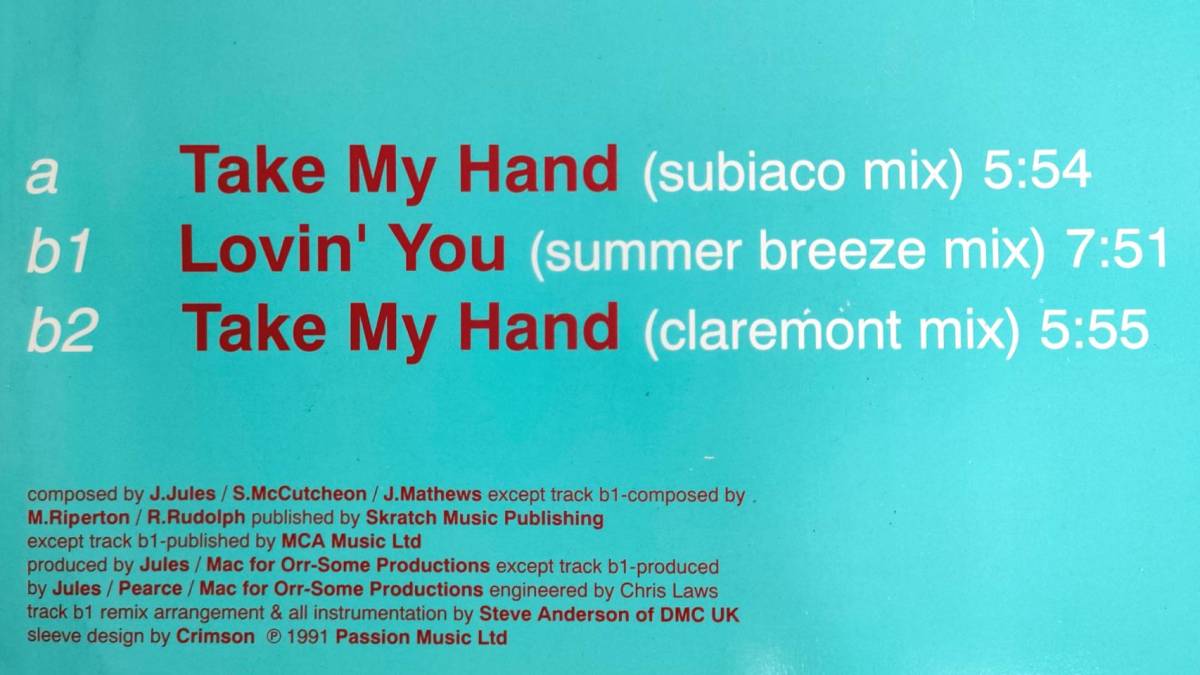 a Take My Hand (subiaco mix) 5:54
b1 Lovin' You (summer breeze mix) 7:51
b2 Take My Hand (claremont mix) 5:55
composed by J.Jules / S.McCutcheon / J.Mathews except track b1-composed by
M.Riperton / R.Rudolph published by Skratch Music Publishing
except track b1-published by MCA Music Ltd
produced by Jules / Mac for Orr-Some Productions except track b1-produced
by Jules / Pearce / Mac for Orr-Some Productions engineered by Chris Laws
track b1 remix arrangement & all instrumentation by Steve Anderson of DMC UK
sleeve design by Crimson ℗ 1991 Passion Music Ltd